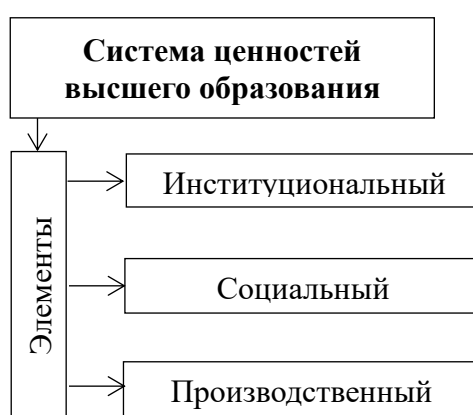 Система ценностей
высшего образования
Элементы
Институциональный
Социальный
Производственный